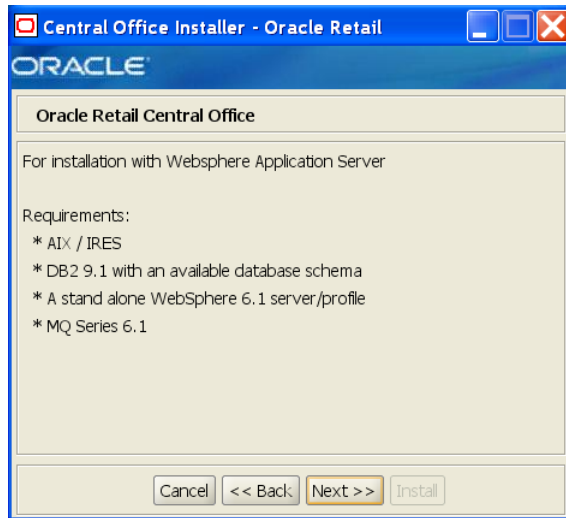 Central Office Installer - Oracle Retail
ORACLE
Oracle Retail Central Office
For installation with Websphere Application Server
Requirements:
* AIX / IRES
* DB2 9.1 with an available database schema
* A stand alone WebSphere 6.1 server/profile
* MQ Series 6.1
Cancel << Back Next >> Install